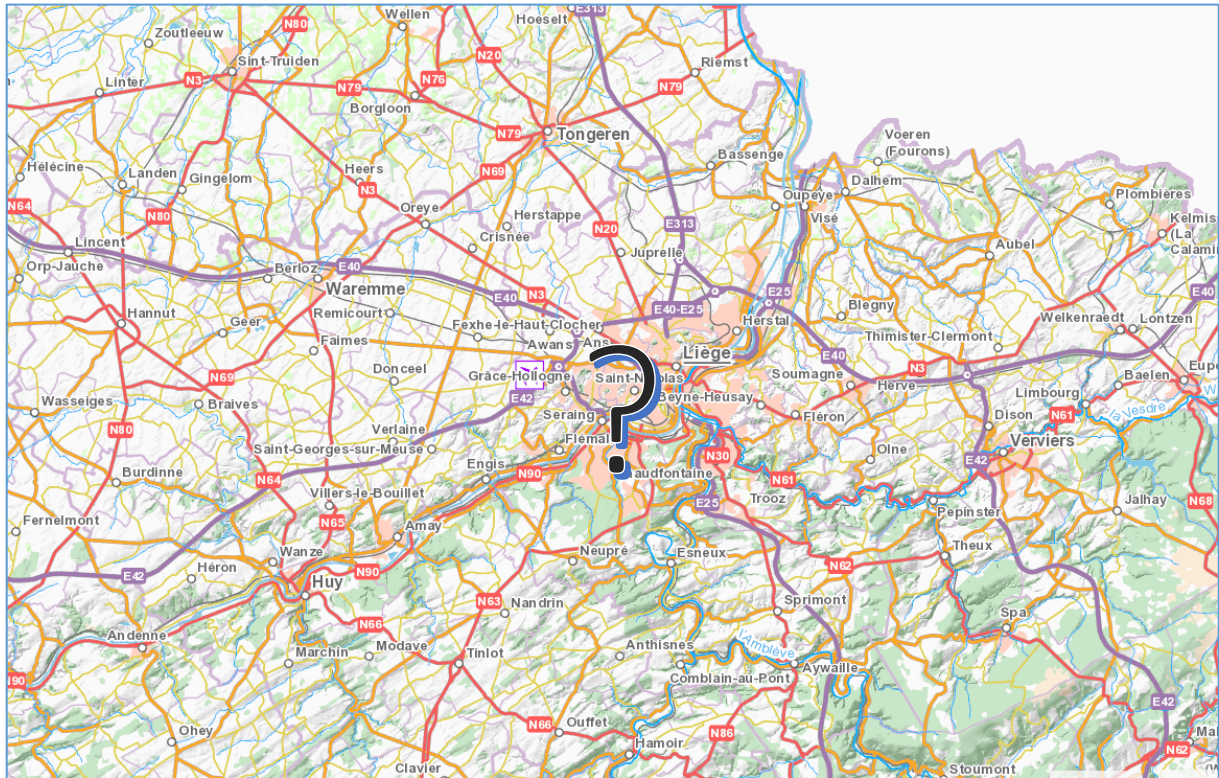 Wellen
Hoeselt
E313
N80
Zoutleeuw
Sint-Truiden
N20
Riemst
N3
N76
N79
N79
Linter
Borgloon
N79
Tongeren
Voeren
(Fourons)
Bassenge
Hélécine
Landen
Gingelom
Heers
N69
Dalhem
Plombières
N3
Oupeye
N64
N80
Oreye
Herstappe
Visé
Kelmis
(La
Calami
E313
N20
Lincent
Crisnée
Juprelle
Aubel
Orp-Jauche
Berloz
E40
Waremme
E40
N3
E25
E40
E40-E25
Blegny
Hannut
Geer
Remicourt
Fexhe-le-Haut-Clocher
Herstal
Welkenraedt
Lontzen
Faimes
Awans
Ans
Liège
Thimister-Clermont
E40
Donceel
Grâce-Hollogne
Saint-Nicolas
Soumagne
N3
N69
Herve
Baelen
Eupe
Wasseiges
Braives
E42
Beyne-Heusay
Limbourg
Seraing
Fléron
N61
la Vesdre
N80
Verlaine
Dison
Flémal
Saint-Georges-sur-Meuse
N30
Olne
Verviers
Burdinne
Engis
N90
audfontaine
E42
N64
N61
Villers-le-Bouillet
E25
Trooz
Jalhay
N68
Fernelmont
N65
Amay
Pepinster
Wanze
Neupré
Esneux
Theux
E42
Héron
Huy
N90
N62
N63
Nandrin
Sprimont
Spa
Andenne
N66
Marchin
Modave
Tinlot
Anthisnes
l'Amblève
Aywaille
N90
Comblain-au-Pont
E42
Ohey
N66
Ouffet
N86
Hamoir
N62
Clavier
Stoumont